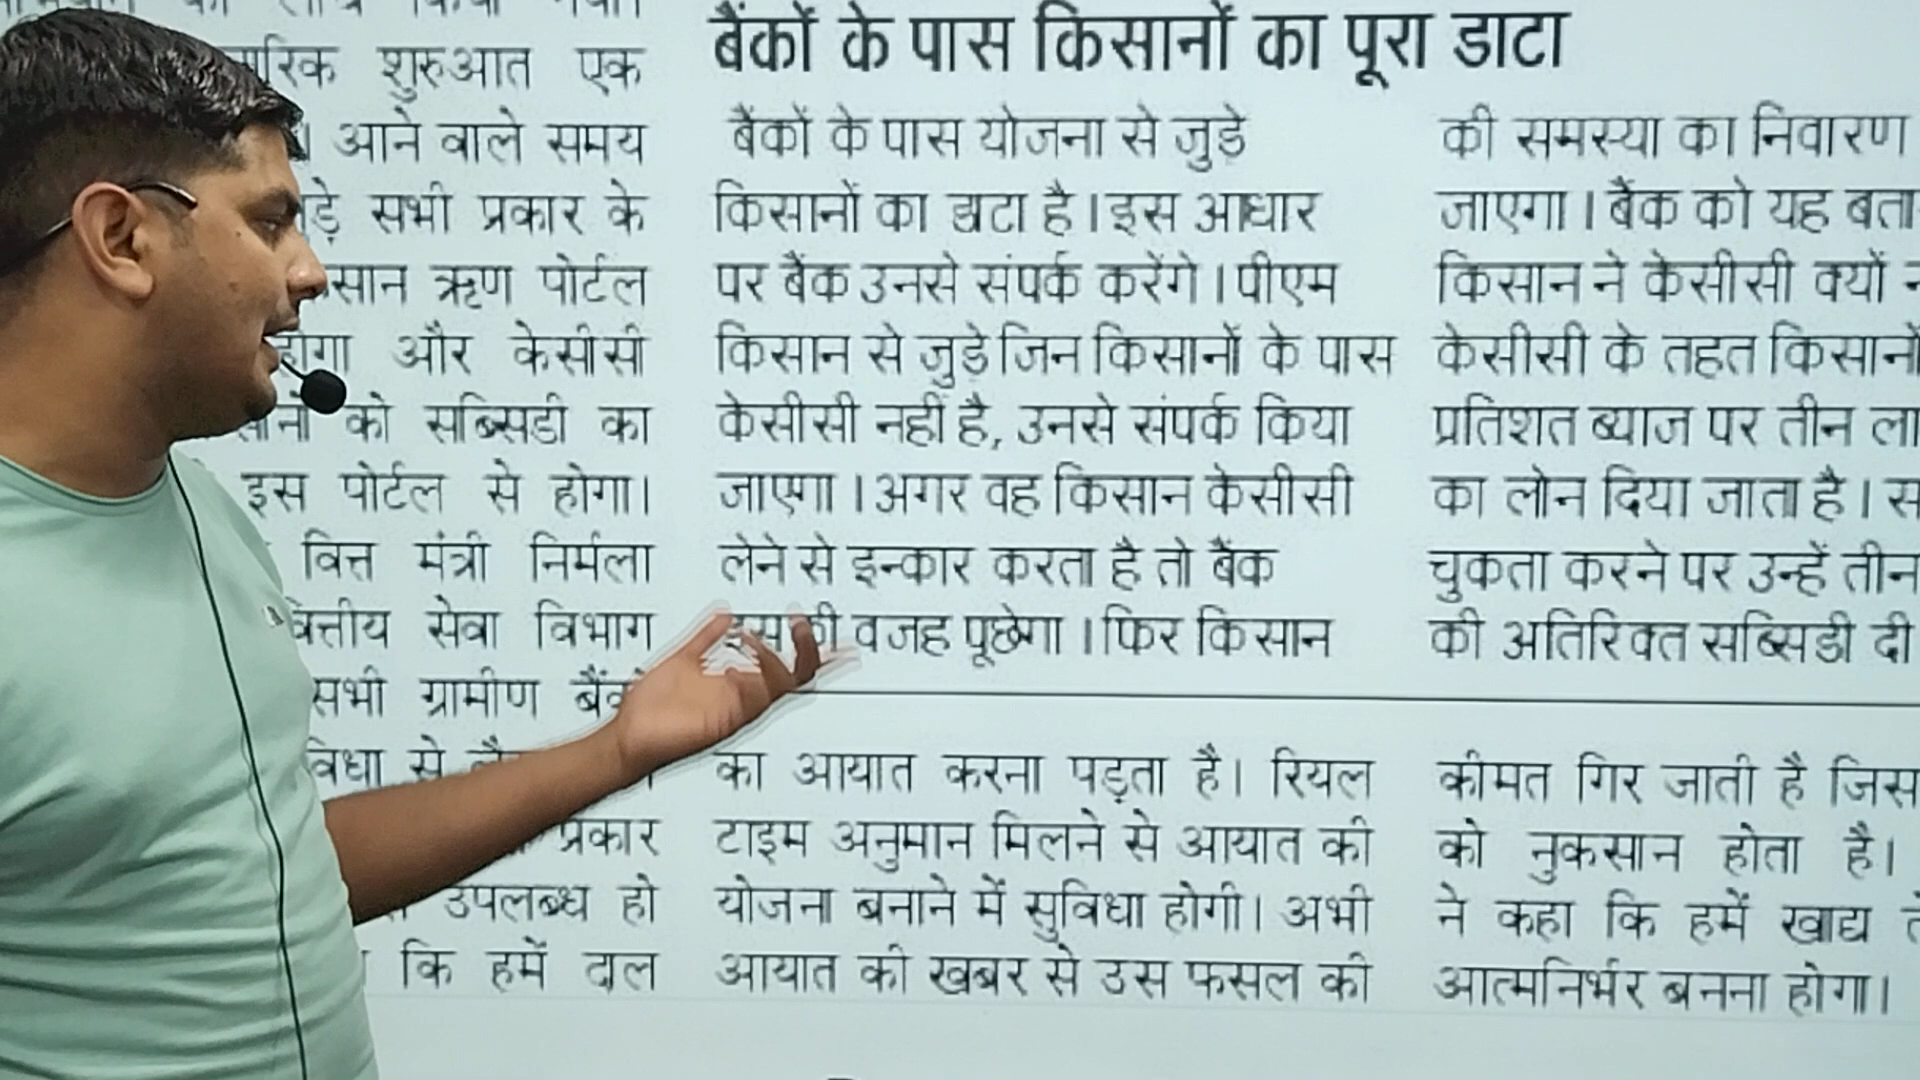 बैंकों के पास किसानों का पूरा डाटा
शुरुआत एक
। आने वाले समय
सभी प्रकार के
ऋण पोर्टल
होगा और केसीसी
को सब्सिडी का
इस पोर्टल से होगा।
वित्त मंत्री निर्मला
वित्तीय सेवा विभाग
सभी ग्रामीण
से
प्रकार
उपलब्ध हो
कि हमें दाल
बैंकों के पास योजना से जुड़े
किसानों का डाटा है। इस आधार
पर बैंक उनसे संपर्क करेंगे। पीएम
किसान से जुड़े जिन किसानों के पास
केसीसी नहीं है, उनसे संपर्क किया
जाएगा। अगर वह किसान केसीसी
लेने से इन्कार करता है तो बैंक
इसकी वजह पूछेगा। फिर किसान
की समस्या का निवारण
जाएगा। बैंक को यह
किसान ने केसीसी क्यों
केसीसी के तहत किसानों
प्रतिशत ब्याज पर तीन
का लोन दिया जाता है।
चुकता करने पर उन्हें तीन
की अतिरिक्त सब्सिडी दी
का आयात करना पड़ता है। रियल
टाइम अनुमान मिलने से आयात की
योजना बनाने में सुविधा होगी। अभी
आयात की खबर से उस फसल की
कीमत गिर जाती है
को नुकसान होता है।
ने कहा कि हमें खाद्य
आत्मनिर्भर बनना होगा।